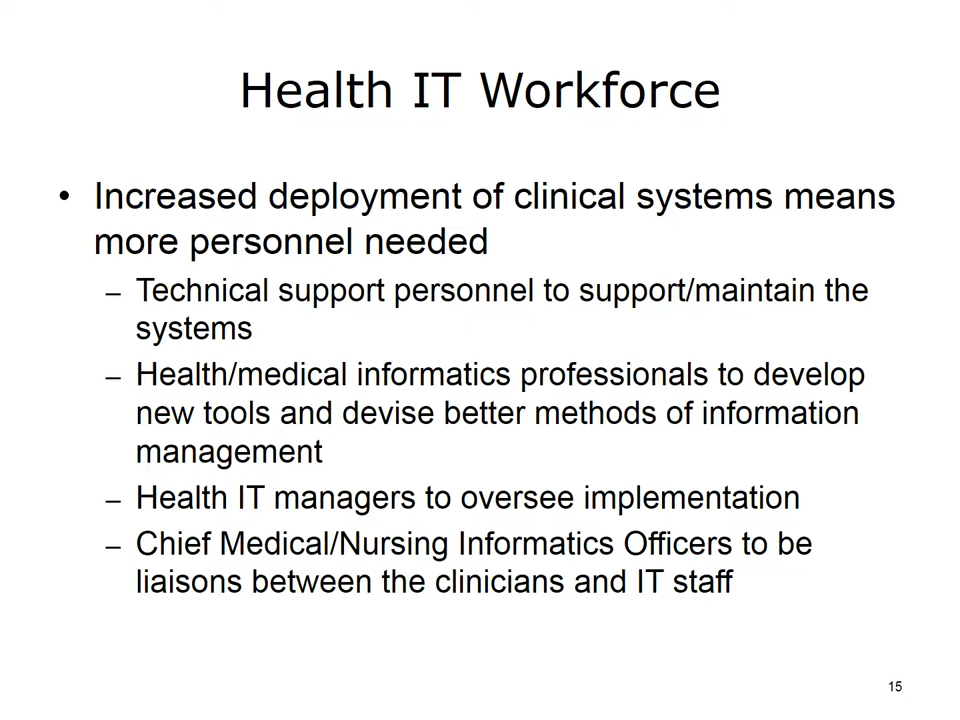 Health IT Workforce
• Increased deployment of clinical systems means
more personnel needed
– Technical support personnel to support/maintain the
systems
– Health/medical informatics professionals to develop
new tools and devise better methods of information
management
– Health IT managers to oversee implementation
– Chief Medical/Nursing Informatics Officers to be
liaisons between the clinicians and IT staff
15